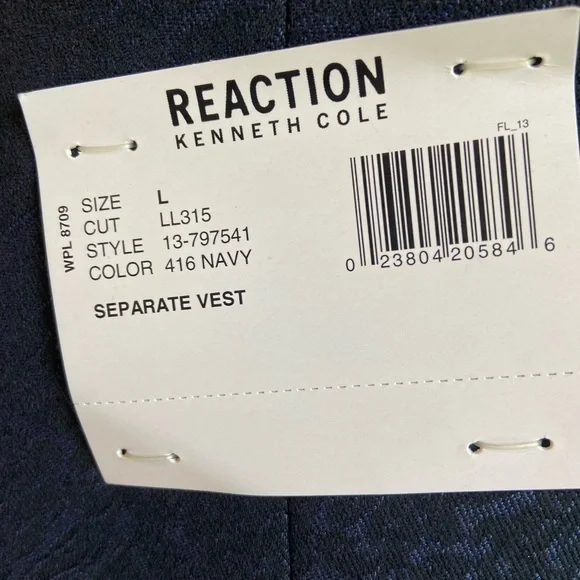 REACTION
KENNETH COLE
FL_13
WPL 8709
SIZE L
CUT LL315
STYLE 13-797541
COLOR 416 NAVY
SEPARATE VEST
0 23804 20584 6